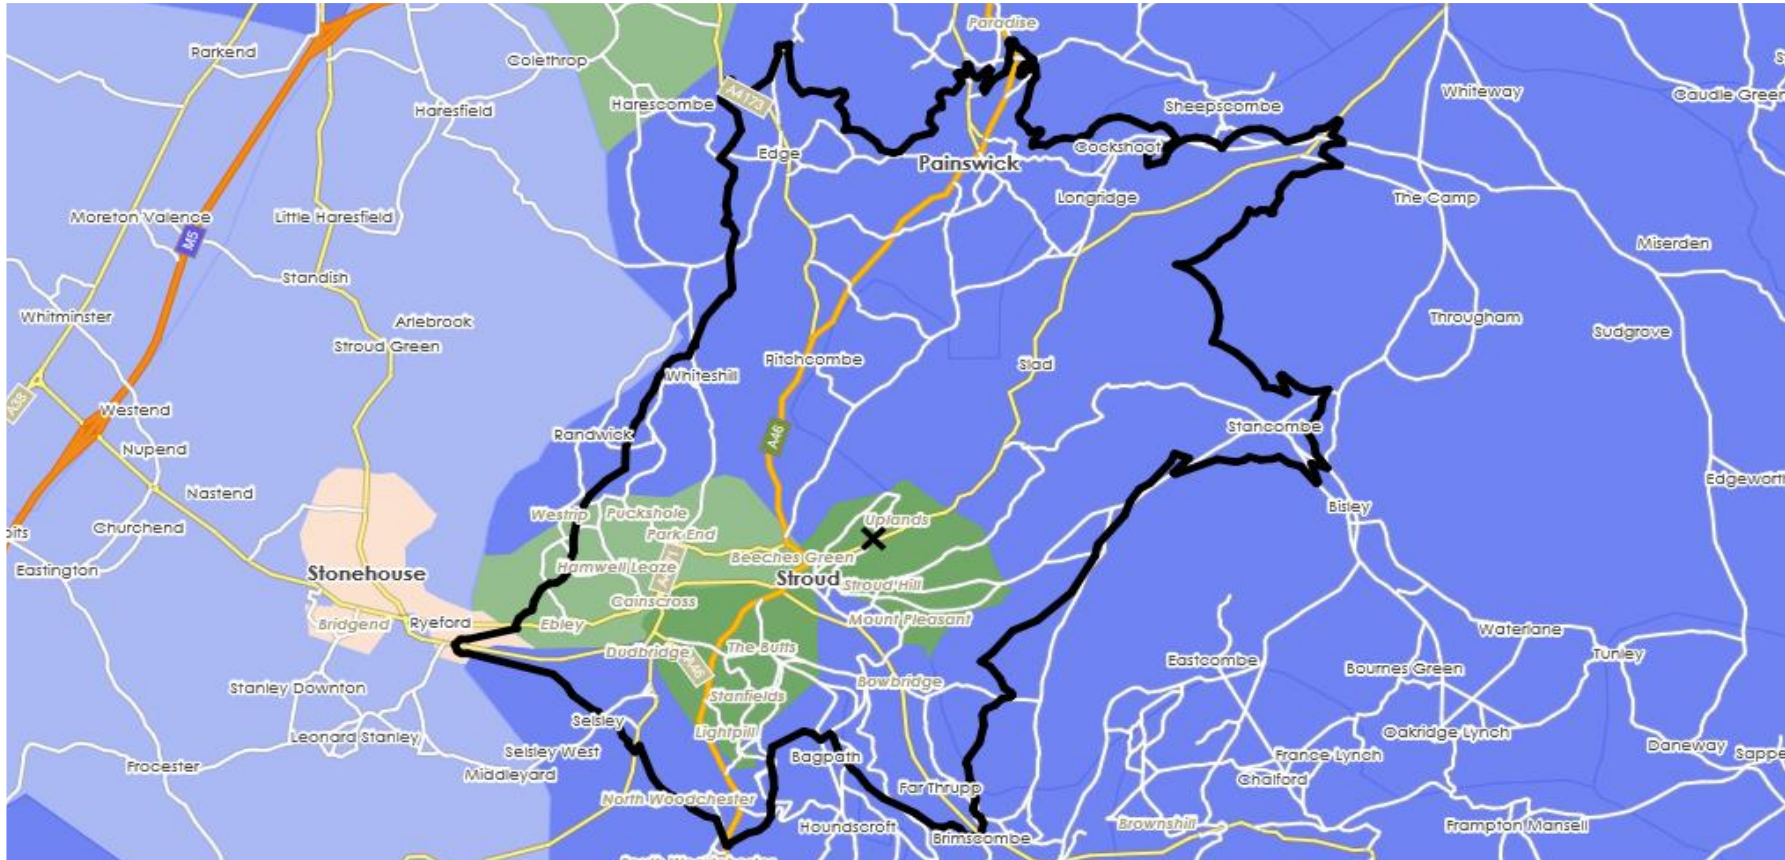 Paradise
Parkend
Colethrop
Haresfield
Harescombe
A4173
Sheepscombe
Whiteway
Caudle Green
Edge
Painswick
Cockshoot
Longridge
The Camp
Moreton Valence
Little Haresfield
M5
Miserden
Standish
Whitminster
Arlebrook
Stroud Green
Througham
Sudgrove
Pitchcombe
Slad
Whiteshill
A38
Westend
Randwick
A46
Stancombe
Nupend
Nastend
Edgeworth
Churchend
Westrip
Puckshole
Uplands
Bisley
Park End
Eastington
Hamwell Leaze
Beeches Green
Stonehouse
Stroud
Stroud Hill
Cainscross
Bridgend
Ryeford
Ebley
Mount Pleasant
Waterlane
Dudbridge
The Butts
Tunley
A46
Eastcombe
Bournes Green
Stanley Downton
Stanfields
Bowbridge
Selsley
Lightpill
Leonard Stanley
Selsley West
Oakridge Lynch
Daneway
Bagpath
France Lynch
Frocester
Middleyard
Chalford
Far Thrupp
North Woodchester
Houndscroft
Brimscombe
Brownshill
Frampton Mansell